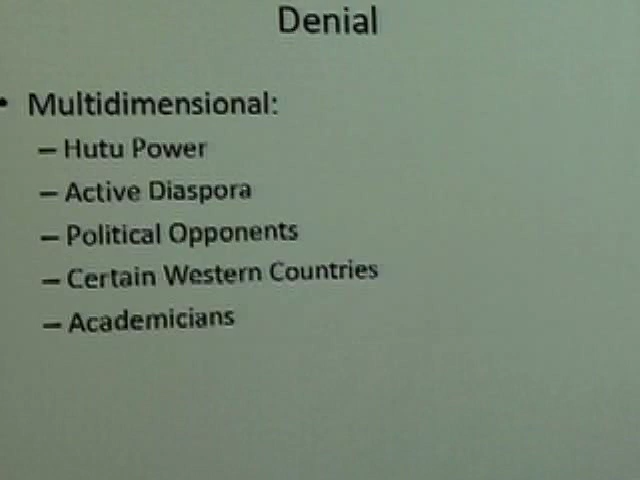 Denial
• Multidimensional:
– Hutu Power
– Active Diaspora
– Political Opponents
– Certain Western Countries
– Academicians